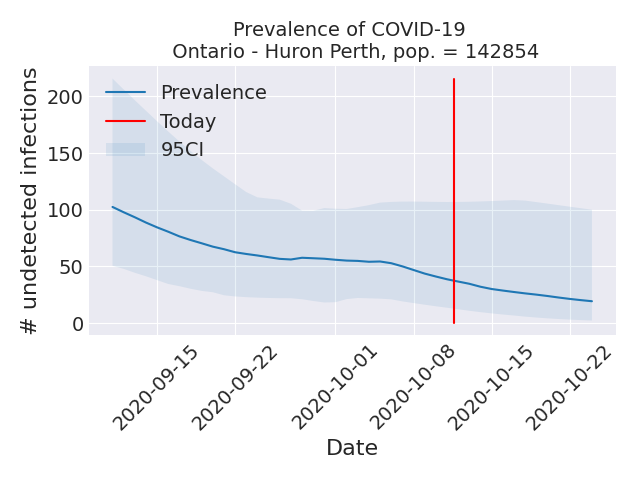 Prevalence of COVID-19
Ontario - Huron Perth, pop. = 142854
# undetected infections
200
150
100
50
0
Prevalence
Today
95CI
2020-09-15
2020-09-22
2020-10-01
2020-10-08
2020-10-15
2020-10-22
Date